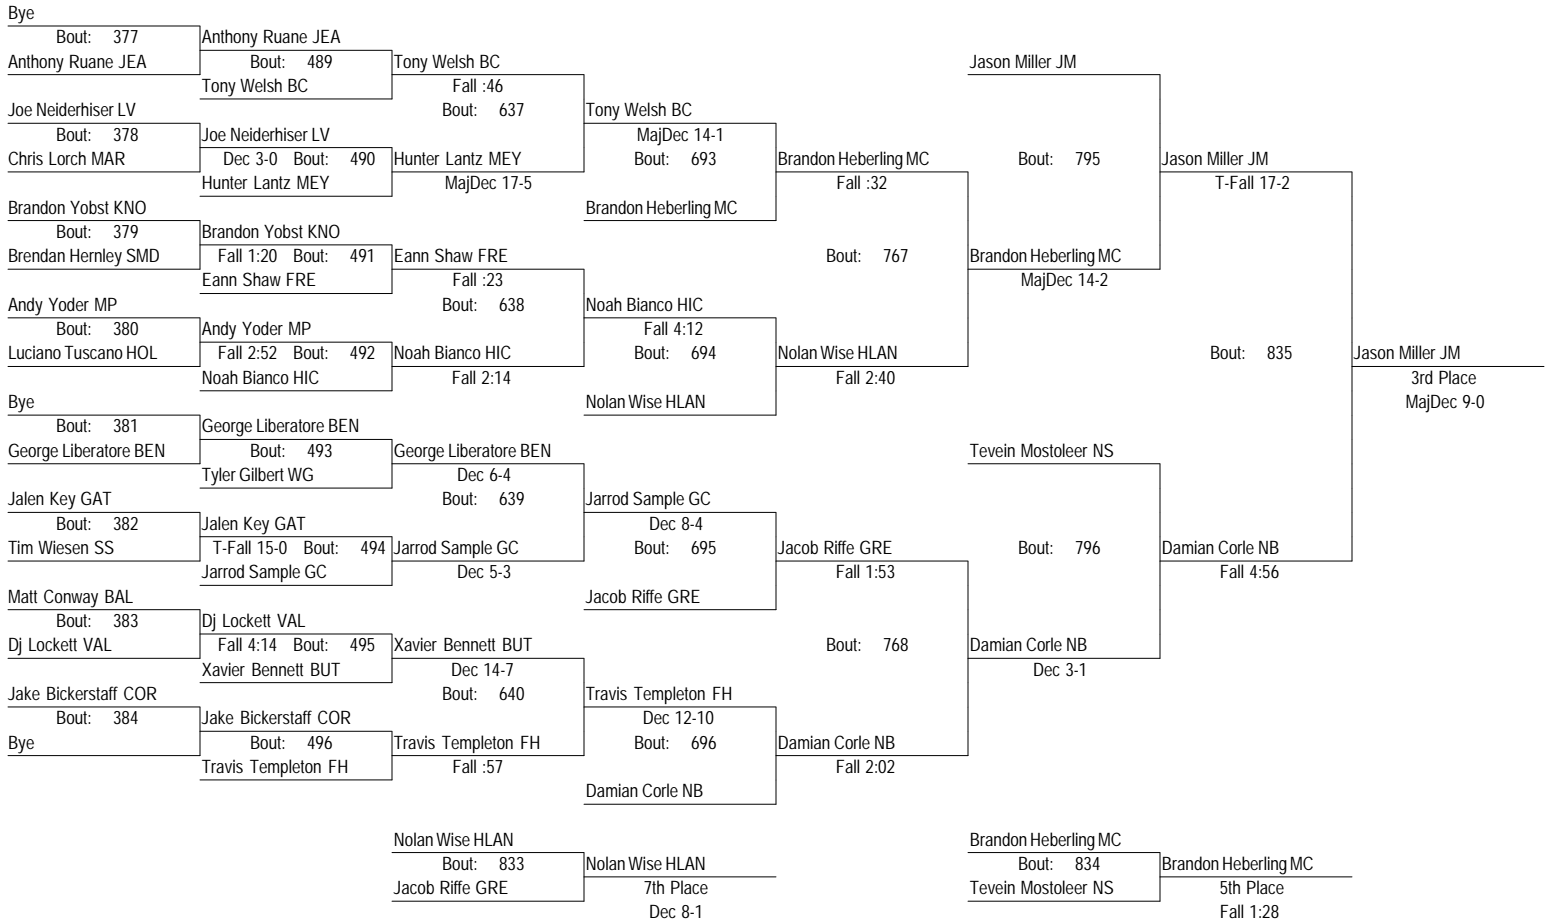 Bye
Bout: 377 Anthony Ruane JEA
Anthony Ruane JEA Bout: 489 Tony Welsh BC Jason Miller JM
Tony Welsh BC Fall :46
Joe Neiderhiser LV Bout: 637 Tony Welsh BC
Bout: 378 Joe Neiderhiser LV MajDec 14-1
Chris Lorch MAR Dec 3-0 Bout: 490 Hunter Lantz MEY Bout: 693 Brandon Heberling MC Bout: 795 Jason Miller JM
Hunter Lantz MEY MajDec 17-5 Fall :32 T-Fall 17-2
Brandon Yobst KNO Brandon Heberling MC
Bout: 379 Brandon Yobst KNO
Brendan Hernley SMD Fall 1:20 Bout: 491 Eann Shaw FRE Bout: 767 Brandon Heberling MC
Eann Shaw FRE Fall :23 MajDec 14-2
Andy Yoder MP Bout: 638 Noah Bianco HIC
Bout: 380 Andy Yoder MP Fall 4:12
Luciano Tuscano HOL Fall 2:52 Bout: 492 Noah Bianco HIC Bout: 694 Nolan Wise HLAN Bout: 835 Jason Miller JM
Noah Bianco HIC Fall 2:14 Fall 2:40 3rd Place
Bye Nolan Wise HLAN MajDec 9-0
Bout: 381 George Liberatore BEN
George Liberatore BEN Bout: 493 George Liberatore BEN Tevein Mostoleer NS
Tyler Gilbert WG Dec 6-4
Jalen Key GAT Bout: 639 Jarrod Sample GC
Bout: 382 Jalen Key GAT Dec 8-4
Tim Wiesen SS T-Fall 15-0 Bout: 494 Jarrod Sample GC Bout: 695 Jacob Riffe GRE Bout: 796 Damian Corle NB
Jarrod Sample GC Dec 5-3 Fall 1:53 Fall 4:56
Matt Conway BAL Jacob Riffe GRE
Bout: 383 Dj Lockett VAL
Dj Lockett VAL Fall 4:14 Bout: 495 Xavier Bennett BUT Bout: 768 Damian Corle NB
Xavier Bennett BUT Dec 14-7 Dec 3-1
Jake Bickerstaff COR Bout: 640 Travis Templeton FH
Bout: 384 Jake Bickerstaff COR Dec 12-10
Bye Bout: 496 Travis Templeton FH Bout: 696 Damian Corle NB
Travis Templeton FH Fall :57 Fall 2:02
Damian Corle NB
Nolan Wise HLAN Brandon Heberling MC
Bout: 833 Nolan Wise HLAN Bout: 834 Brandon Heberling MC
Jacob Riffe GRE 7th Place Tevein Mostoleer NS 5th Place
Dec 8-1 Fall 1:28